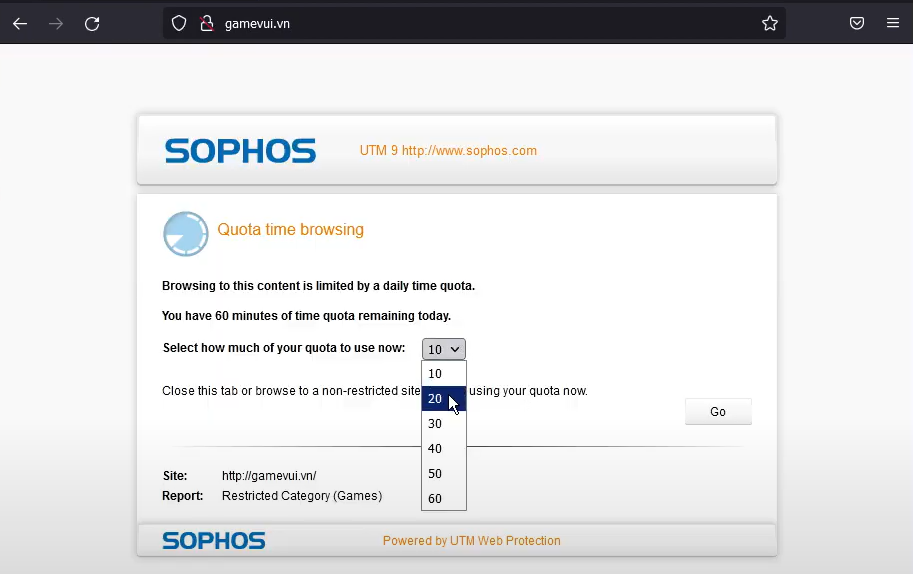 gamevui.vn
SOPHOS
UTM 9 http://www.sophos.com
Quota time browsing
Browsing to this content is limited by a daily time quota.
You have 60 minutes of time quota remaining today.
Select how much of your quota to use now:
10
10
20
30
40
50
60
Close this tab or browse to a non-restricted site using your quota now.
Go
Site: http://gamevui.vn/
Report: Restricted Category (Games)
SOPHOS
Powered by UTM Web Protection